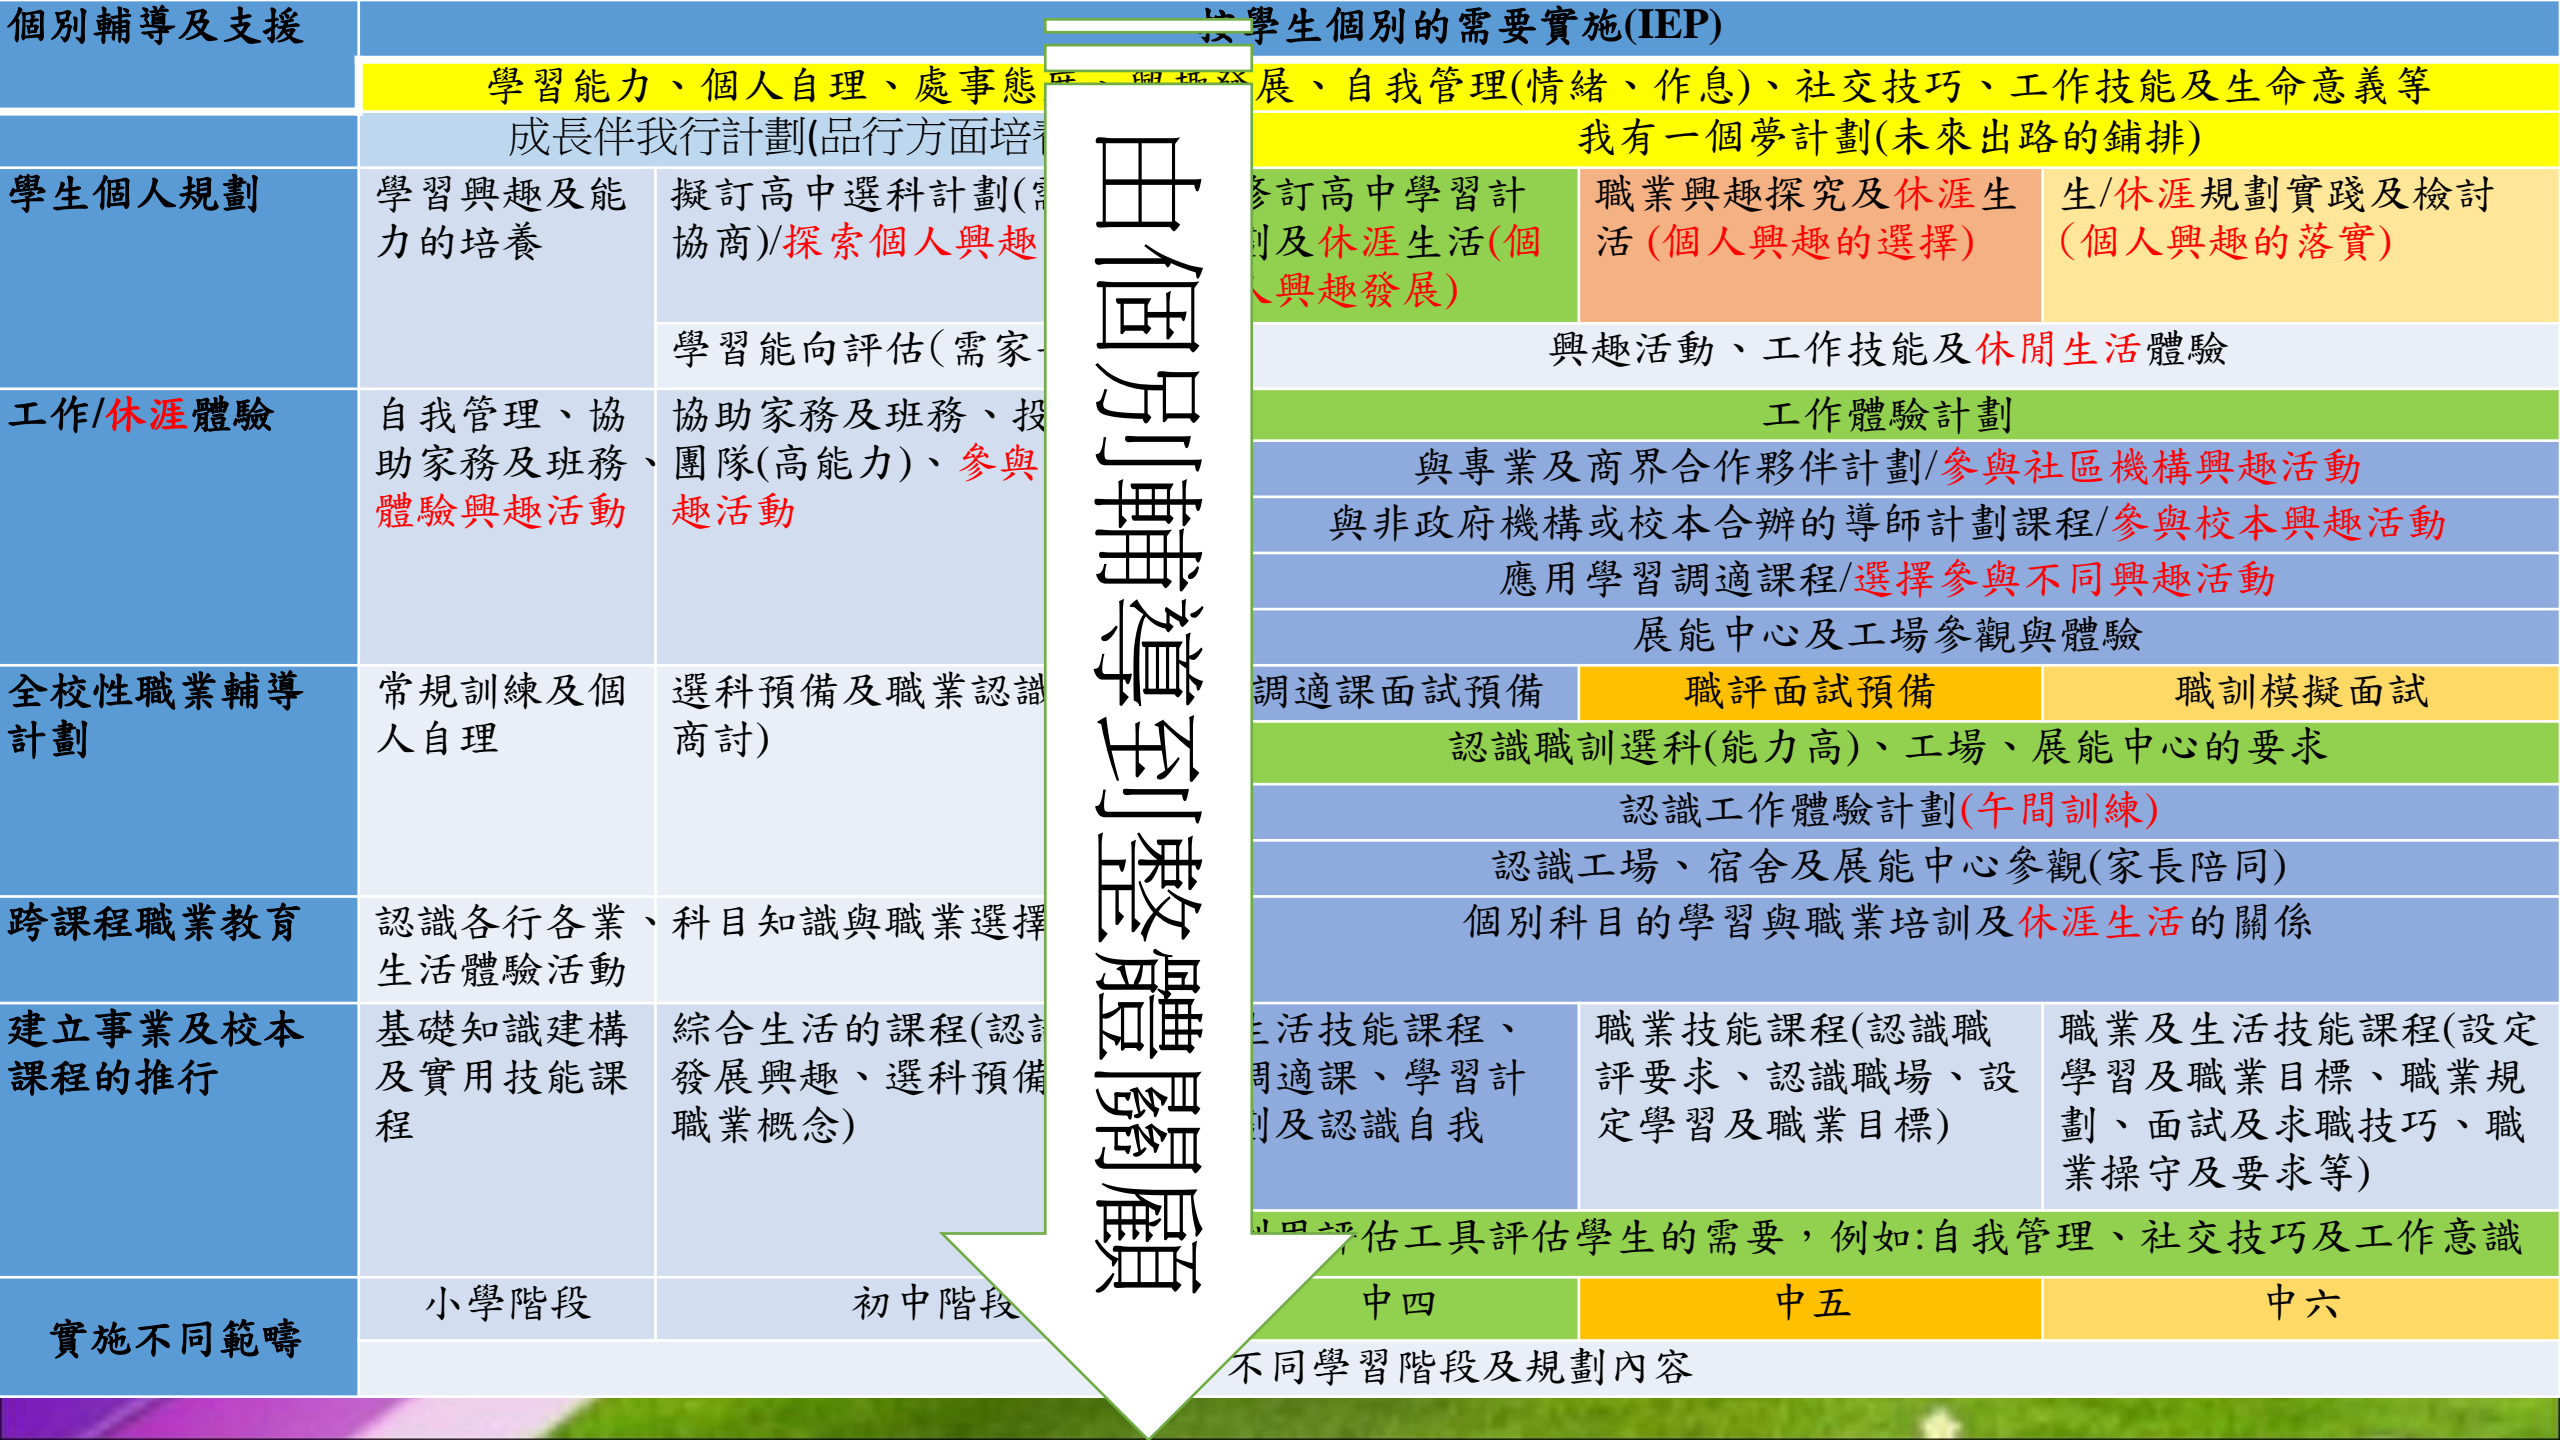 個別輔導及支援
學生個別的需要實施(IEP)
學習能力、個人自理、處事態
展、自我管理(情緒、作息)、社交技巧、工作技能及生命意義等
成長伴我行計劃(品行方面培
我有一個夢計劃(未來出路的鋪排)
學生個人規劃
學習興趣及能
力的培養
擬訂高中選科計劃(
協商)/探索個人興趣
訂高中學習計
及休涯生活(個
興趣發展)
職業興趣探究及休涯生
活(個人興趣的選擇)
生/休涯規劃實踐及檢討
(個人興趣的落實)
學習能向評估(需家
興趣活動、工作技能及休閒生活體驗
工作/休涯體驗
自我管理、協
助家務及班務、
體驗興趣活動
協助家務及班務、投
團隊(高能力)、參與
趣活動
工作體驗計劃
與專業及商界合作夥伴計劃/參與社區機構興趣活動
與非政府機構或校本合辦的導師計劃課程/參與校本興趣活動
應用學習調適課程/選擇參與不同興趣活動
展能中心及工場參觀與體驗
全校性職業輔導
計劃
常規訓練及個
人自理
選科預備及職業認識
商討)
調適課面試預備
職評面試預備
職訓模擬面試
認識職訓選科(能力高)、工場、展能中心的要求
認識工作體驗計劃(午間訓練)
認識工場、宿舍及展能中心參觀(家長陪同)
跨課程職業教育
認識各行各業、
生活體驗活動
科目知識與職業選擇
個別科目的學習與職業培訓及休涯生活的關係
建立事業及校本
課程的推行
基礎知識建構
及實用技能課
程
綜合生活的課程(認
發展興趣、選科預備
職業概念)
活技能課程、
適課、學習計
及認識自我
職業技能課程(認識職
評要求、認識職場、設
定學習及職業目標)
職業及生活技能課程(設定
學習及職業目標、職業規
劃、面試及求職技巧、職
業操守及要求等)
估工具評估學生的需要，例如:自我管理、社交技巧及工作意識
實施不同範疇
小學階段
初中階段
中四
中五
中六
不同學習階段及規劃內容
由個別輔導到整體關顧